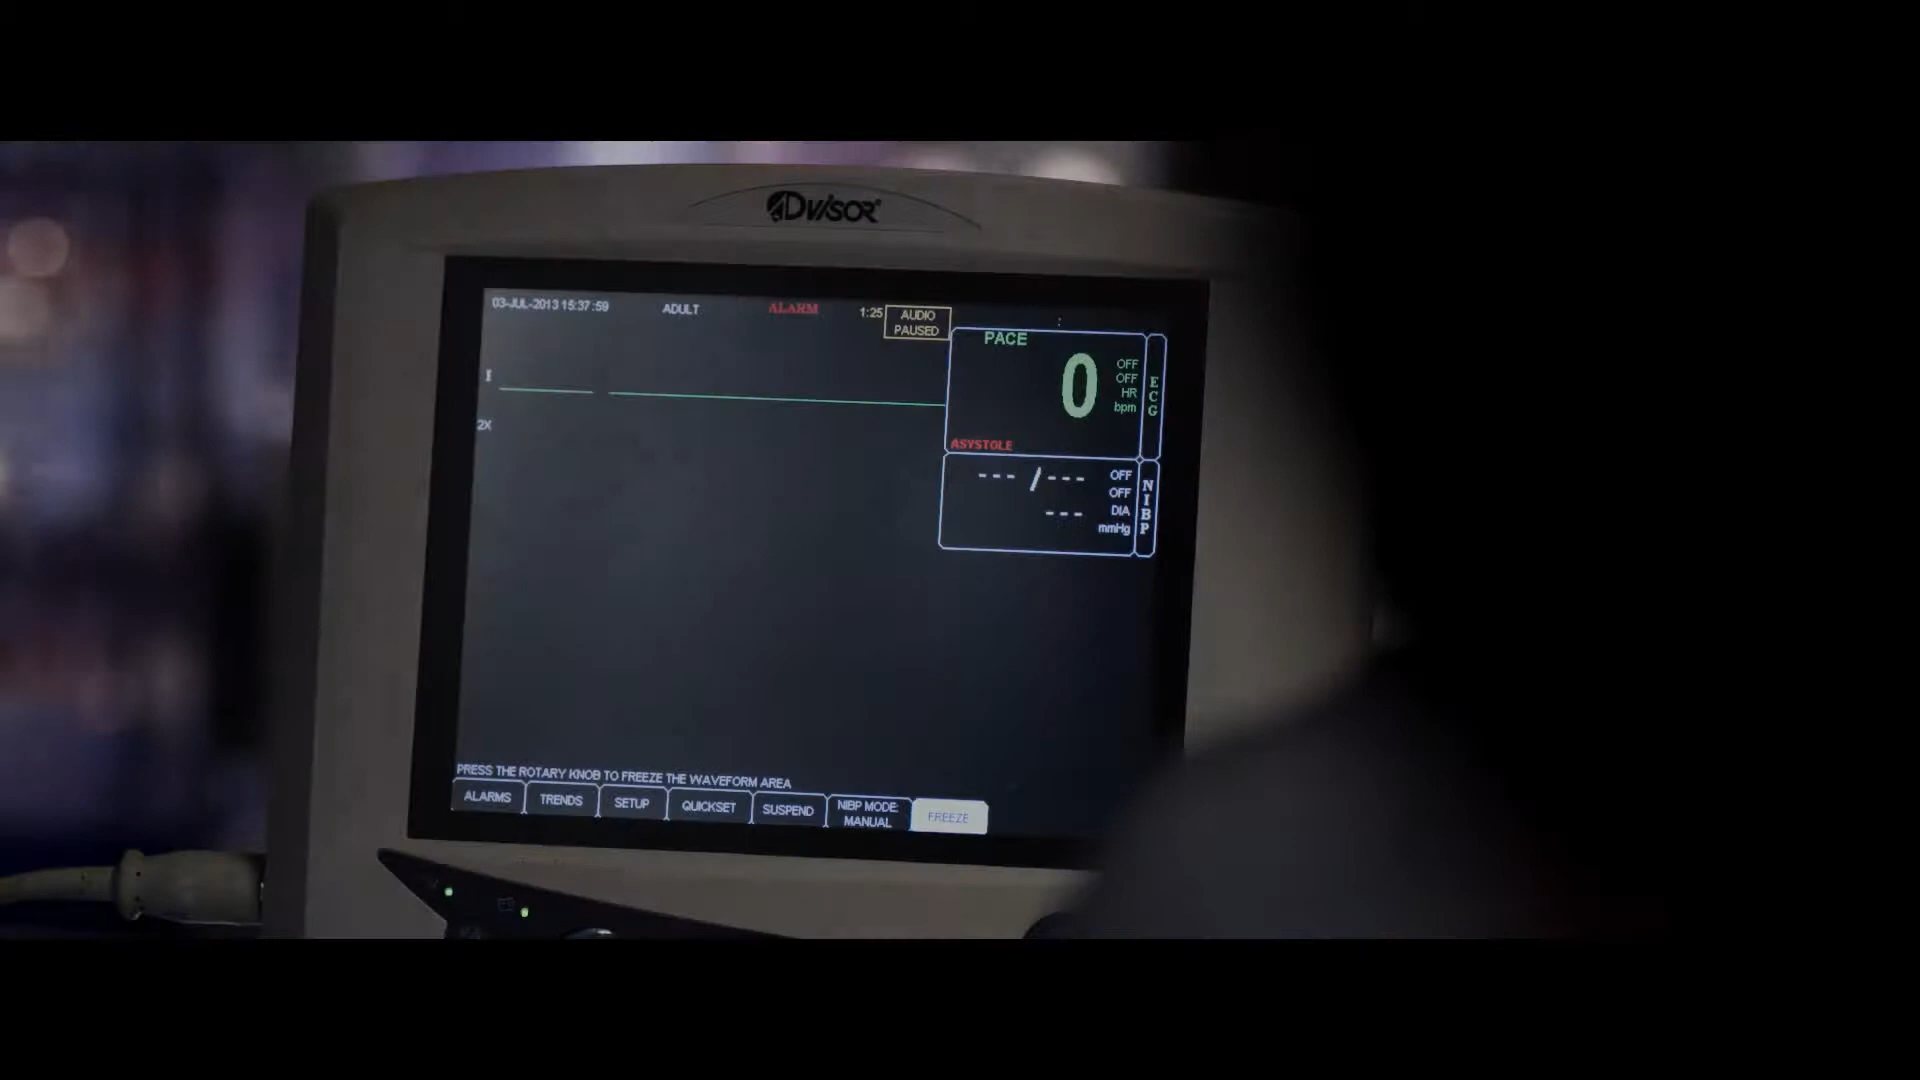 ADVISOR
03-JUL-2013 15:37:59 ADULT ALARM 1:25 AUDIO PAUSED
PACE
0
OFF
OFF
HR
bpm
ECG
I
2X
ASYSTOLE
--- / ---
---
OFF
OFF
DIA
mmHg
NIBP
PRESS THE ROTARY KNOB TO FREEZE THE WAVEFORM AREA
ALARMS TRENDS SETUP QUICKSET SUSPEND NIBP MODE: MANUAL FREEZE